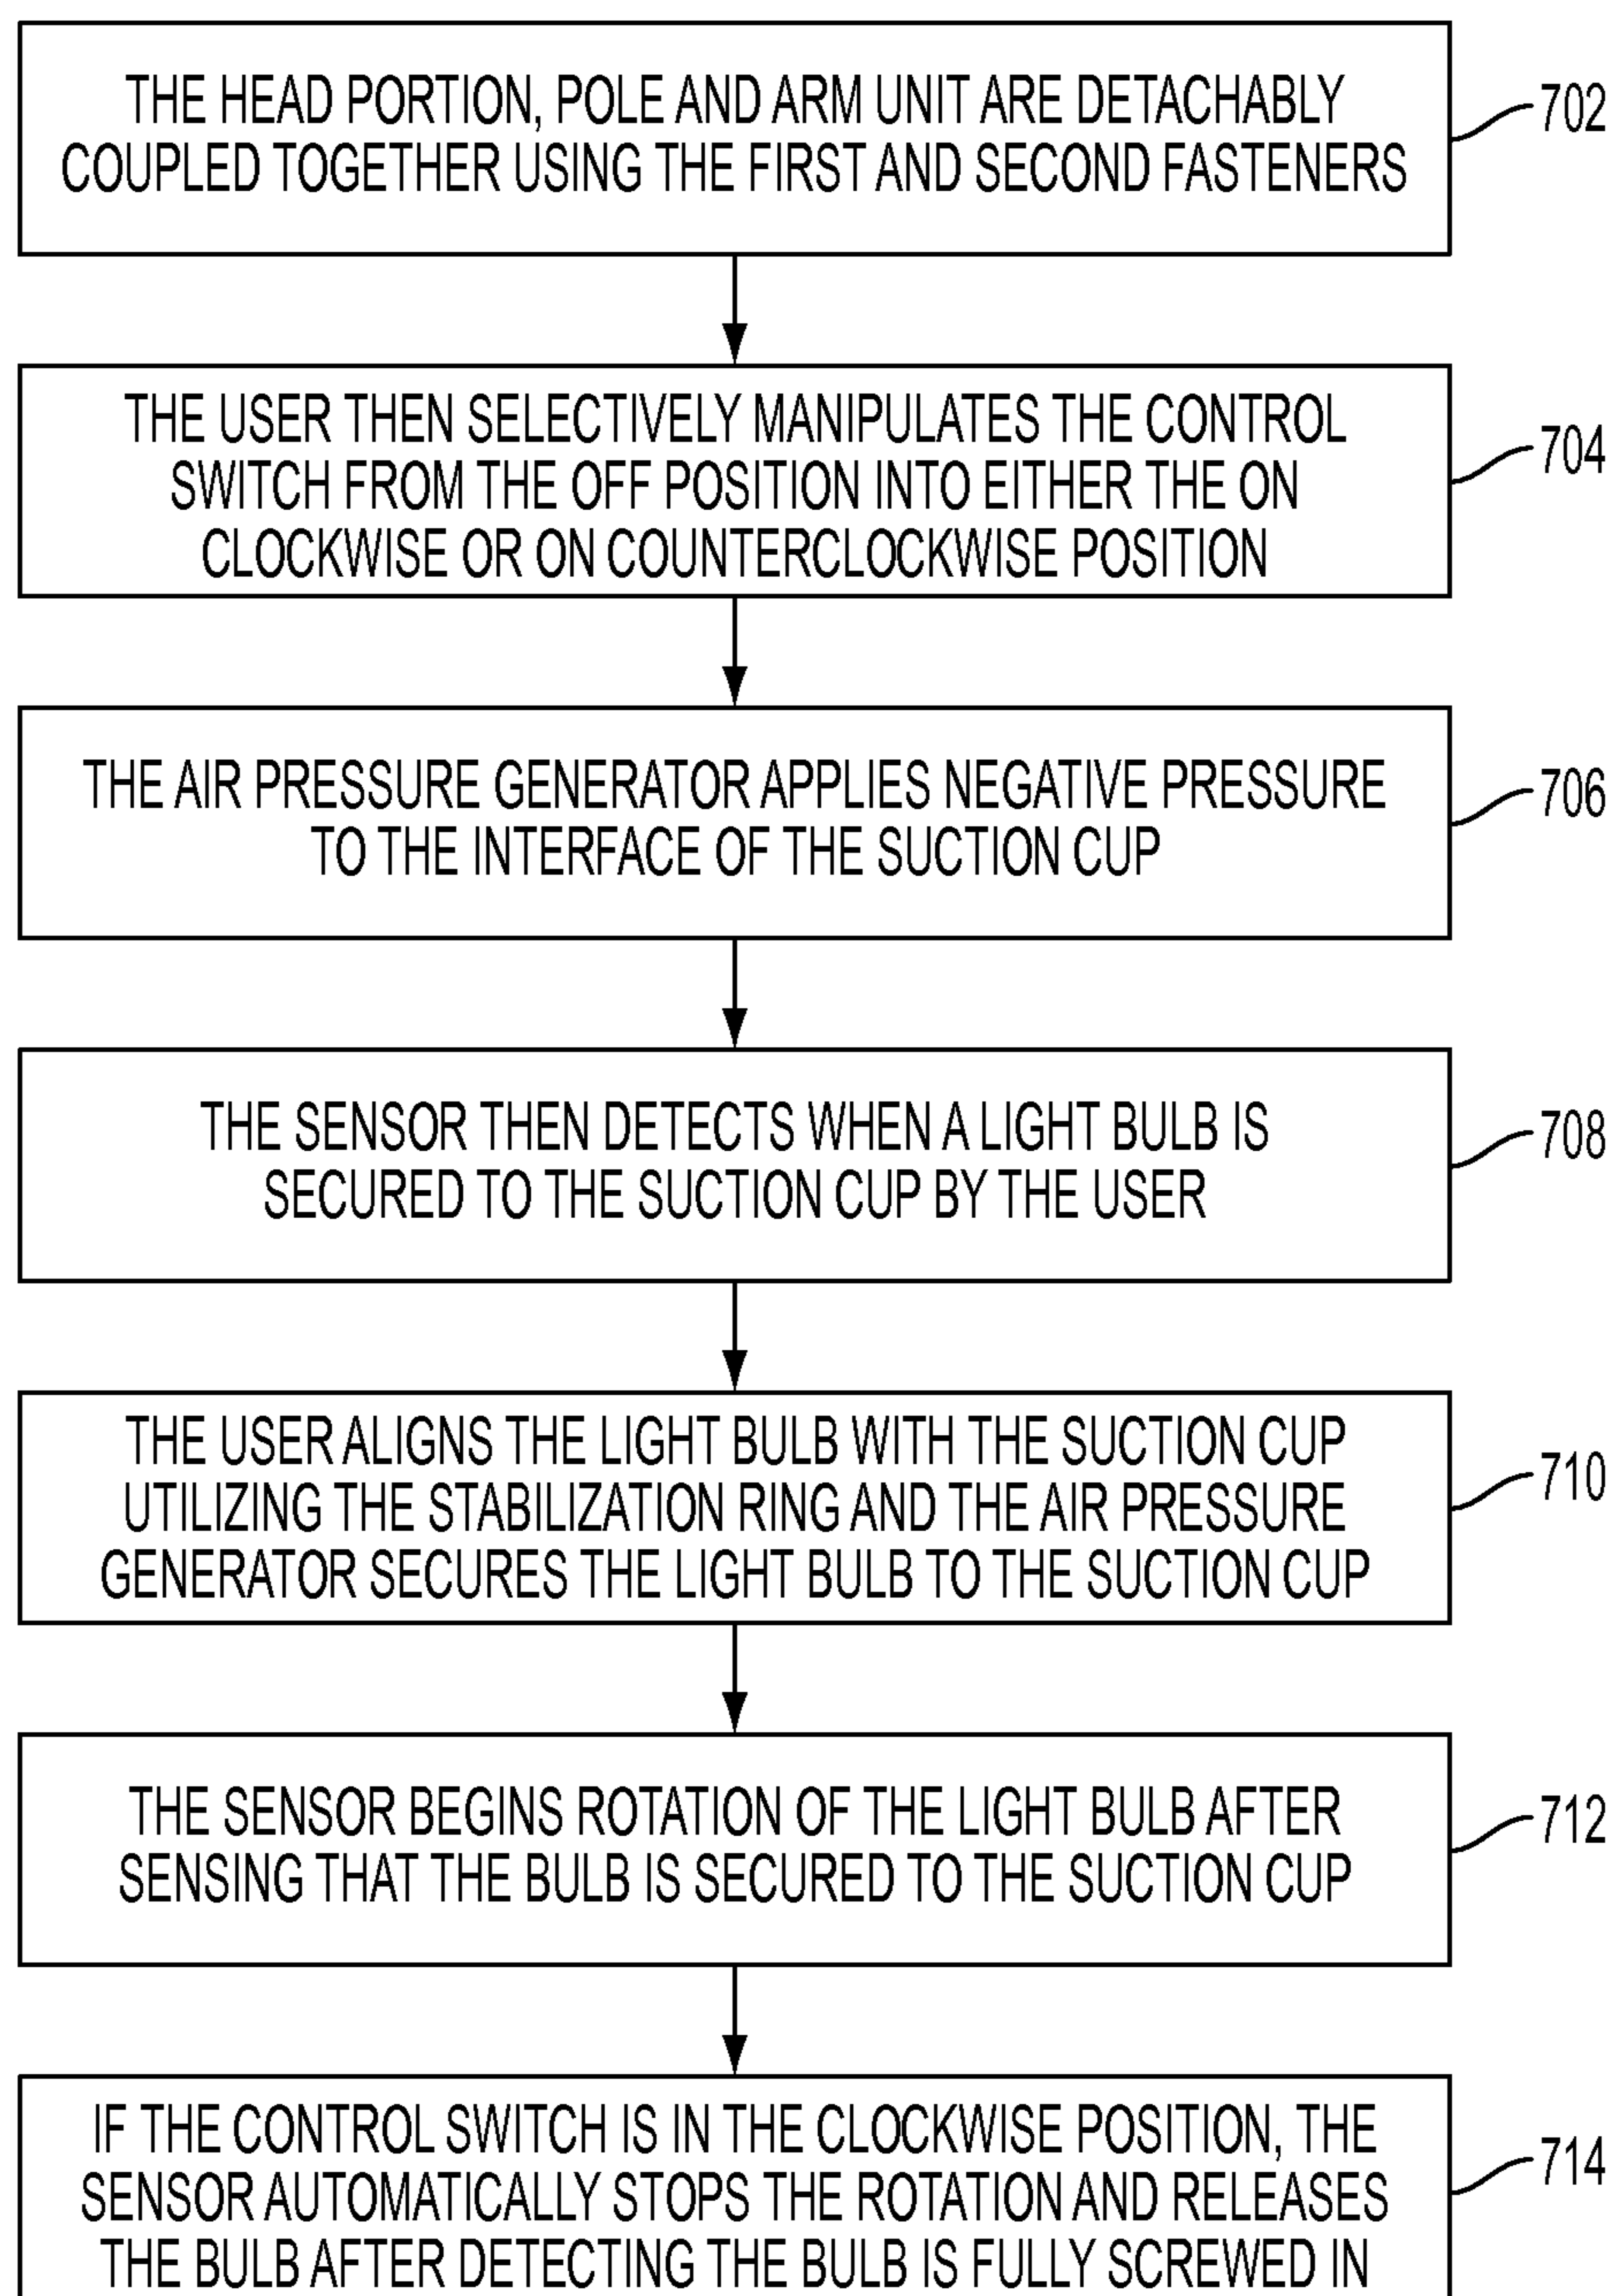 THE HEAD PORTION, POLE AND ARM UNIT ARE DETACHABLY
COUPLED TOGETHER USING THE FIRST AND SECOND FASTENERS
702
THE USER THEN SELECTIVELY MANIPULATES THE CONTROL
SWITCH FROM THE OFF POSITION INTO EITHER THE ON
CLOCKWISE OR ON COUNTERCLOCKWISE POSITION
704
THE AIR PRESSURE GENERATOR APPLIES NEGATIVE PRESSURE
TO THE INTERFACE OF THE SUCTION CUP
706
THE SENSOR THEN DETECTS WHEN A LIGHT BULB IS
SECURED TO THE SUCTION CUP BY THE USER
708
THE USER ALIGNS THE LIGHT BULB WITH THE SUCTION CUP
UTILIZING THE STABILIZATION RING AND THE AIR PRESSURE
GENERATOR SECURES THE LIGHT BULB TO THE SUCTION CUP
710
THE SENSOR BEGINS ROTATION OF THE LIGHT BULB AFTER
SENSING THAT THE BULB IS SECURED TO THE SUCTION CUP
712
IF THE CONTROL SWITCH IS IN THE CLOCKWISE POSITION, THE
SENSOR AUTOMATICALLY STOPS THE ROTATION AND RELEASES
THE BULB AFTER DETECTING THE BULB IS FULLY SCREWED IN
714